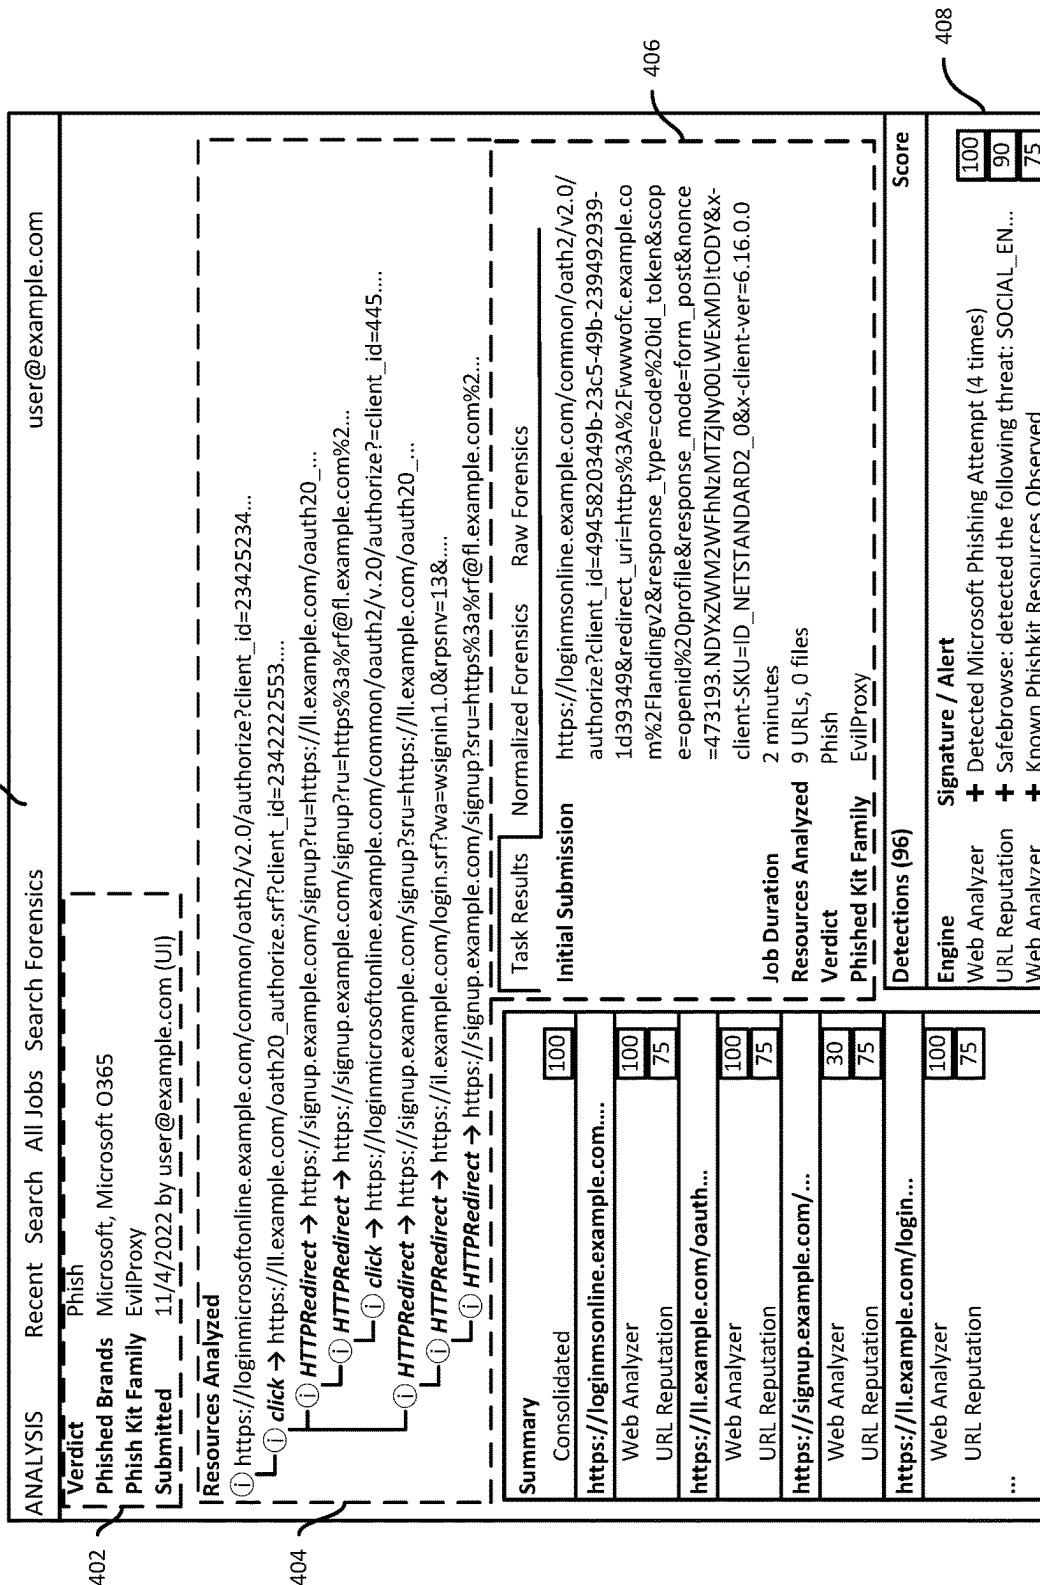 ANALYSIS Recent Search All Jobs Search Forensics user@example.com
Verdict Phish
Phished Brands Microsoft, Microsoft O365
Phish Kit Family EvilProxy
Submitted 11/4/2022 by user@example.com (UI)
402
Resources Analyzed
i https://loginmicrosoftonline.example.com/common/oath2/v2.0/authorize?client_id=23425234...
i click → https://ll.example.com/oath20_authorize.srf?client_id=234222553....
i HTTPRedirect → https://signup.example.com/signup?ru=https://ll.example.com/oauth20_...
i HTTPRedirect → https://signup.example.com/signup?ru=https%3a%rf@fl.example.com%2...
i click → https://loginmicrosoftonline.example.com/common/oauth2/v.20/authorize?=client_id=445....
i HTTPRedirect → https://signup.example.com/signup?sru=https://ll.example.com/oauth20_...
i HTTPRedirect → https://il.example.com/login.srf?wa=wsignin1.0&rpsnv=13&....
i HTTPRedirect → https://signup.example.com/signup?sru=https%3a%rf@fl.example.com%2...
404
Summary
Consolidated 100
https://loginmsonline.example.com....
Web Analyzer 100
URL Reputation 75
https://ll.example.com/oauth...
Web Analyzer 100
URL Reputation 75
https://signup.example.com/...
Web Analyzer 30
URL Reputation 75
https://ll.example.com/login...
Web Analyzer 100
URL Reputation 75
...
Task Results Normalized Forensics Raw Forensics
Initial Submission https://loginmsonline.example.com/common/oath2/v2.0/
authorize?client_id=4945820349b-23c5-49b-239492939-
1d39349&redirect_uri=https%3A%2Fwwwofc.example.co
m%2Flandingv2&response_type=code%20id_token&scop
e=openid%20profile&response_mode=form_post&nonce
=473193.NDYxZWM2WFhNzMTZjNy00LWExMD!tODY&x-
client-SKU=ID_NETSTANDARD2_0&x-client-ver=6.16.0.0
Job Duration 2 minutes
Resources Analyzed 9 URLs, 0 files
Verdict Phish
Phished Kit Family EvilProxy
406
Detections (96) Score
Engine Signature / Alert
Web Analyzer + Detected Microsoft Phishing Attempt (4 times) 100
URL Reputation + Safebrowse: detected the following threat: SOCIAL_EN... 90
Web Analyzer + Known Phishkit Resources Observed 75
408